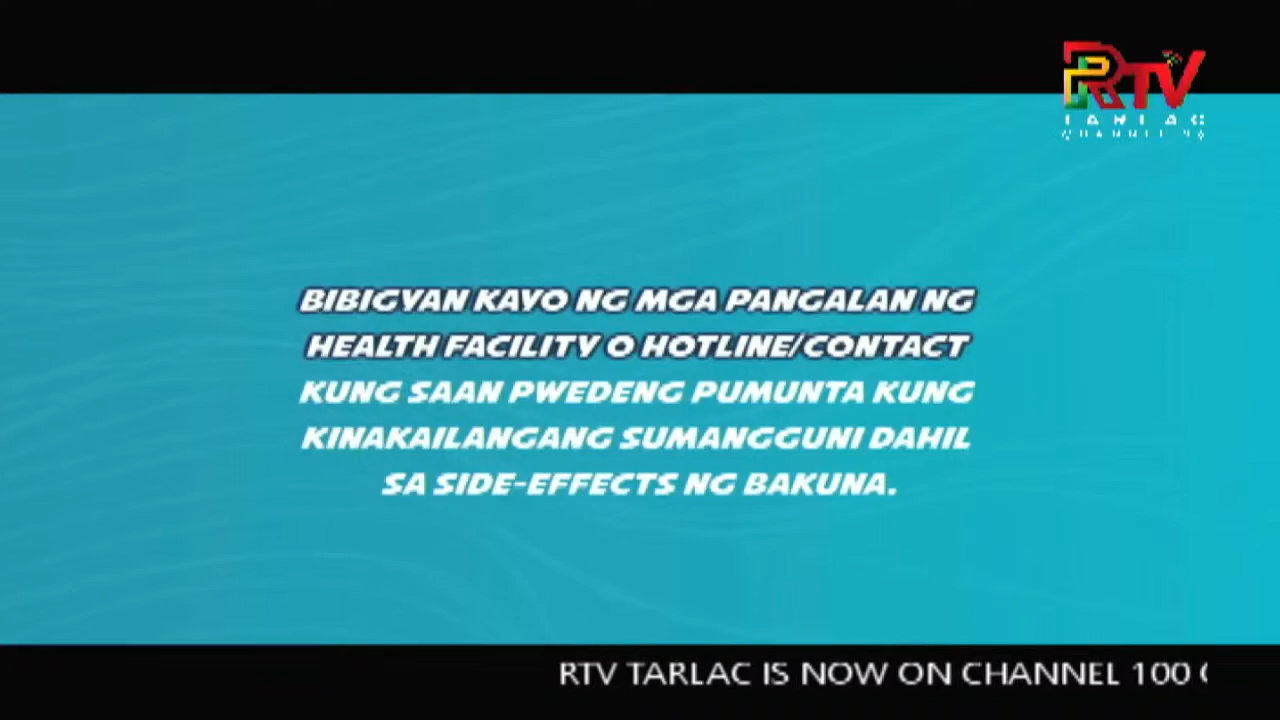 RTV
TARLAC
BIBIGYAN KAYO NG MGA PANGALAN NG
HEALTH FACILITY O HOTLINE/CONTACT
KUNG SAAN PWEDENG PUMUNTA KUNG
KINAKAILANGANG SUMANGGUNI DAHIL
SA SIDE-EFFECTS NG BAKUNA.
RTV TARLAC IS NOW ON CHANNEL 100